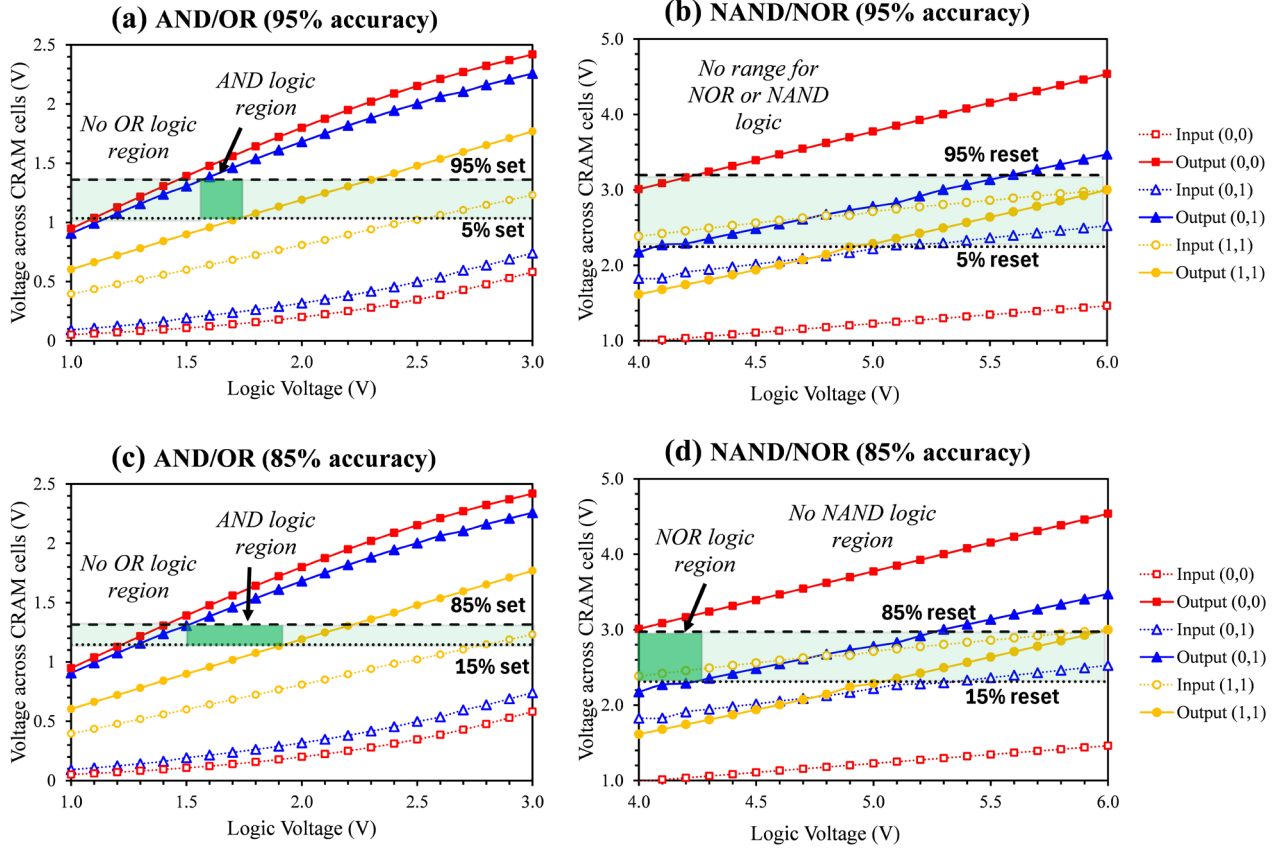 (a) AND/OR (95% accuracy)
Voltage across CRAM cells (V)
2.5
2
1.5
1
0.5
0
AND logic
region
No OR logic
region
95% set
5% set
1.0
1.5
2.0
2.5
3.0
Logic Voltage (V)
(b) NAND/NOR (95% accuracy)
Voltage across CRAM cells (V)
5.0
4.0
3.0
2.0
1.0
No range for
NOR or NAND
logic
95% reset
5% reset
4.0
4.5
5.0
5.5
6.0
Logic Voltage (V)
Input (0,0)
Output (0,0)
Input (0,1)
Output (0,1)
Input (1,1)
Output (1,1)
(c) AND/OR (85% accuracy)
Voltage across CRAM cells (V)
2.5
2
1.5
1
0.5
0
AND logic
region
No OR logic
region
85% set
15% set
1.0
1.5
2.0
2.5
3.0
Logic Voltage (V)
(d) NAND/NOR (85% accuracy)
Voltage across CRAM cells (V)
5.0
4.0
3.0
2.0
1.0
NOR logic
region
No NAND logic
region
85% reset
15% reset
4.0
4.5
5.0
5.5
6.0
Logic Voltage (V)
Input (0,0)
Output (0,0)
Input (0,1)
Output (0,1)
Input (1,1)
Output (1,1)